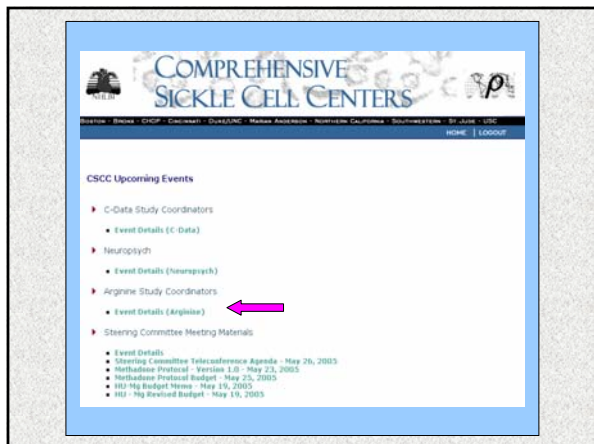 COMPREHENSIVE
SICKLE CELL CENTERS
NHLBI
BOSTON - BRONX - CHOP - CINCINNATI - DUKE/UNC - MARIAN ANDERSON - NORTHERN CALIFORNIA - SOUTHWESTERN - ST JUDE - USC
HOME | LOGOUT
CSCC Upcoming Events
C-Data Study Coordinators
Event Details (C-Data)
Neuropsych
Event Details (Neuropsych)
Arginine Study Coordinators
Event Details (Arginine)
Steering Committee Meeting Materials
Event Details
Steering Committee Teleconference Agenda - May 26, 2005
Methadone Protocol - Version 1.0 - May 23, 2005
Methadone Protocol Budget - May 25, 2005
HU-Mg Budget Memo - May 19, 2005
HU - Mg Revised Budget - May 19, 2005